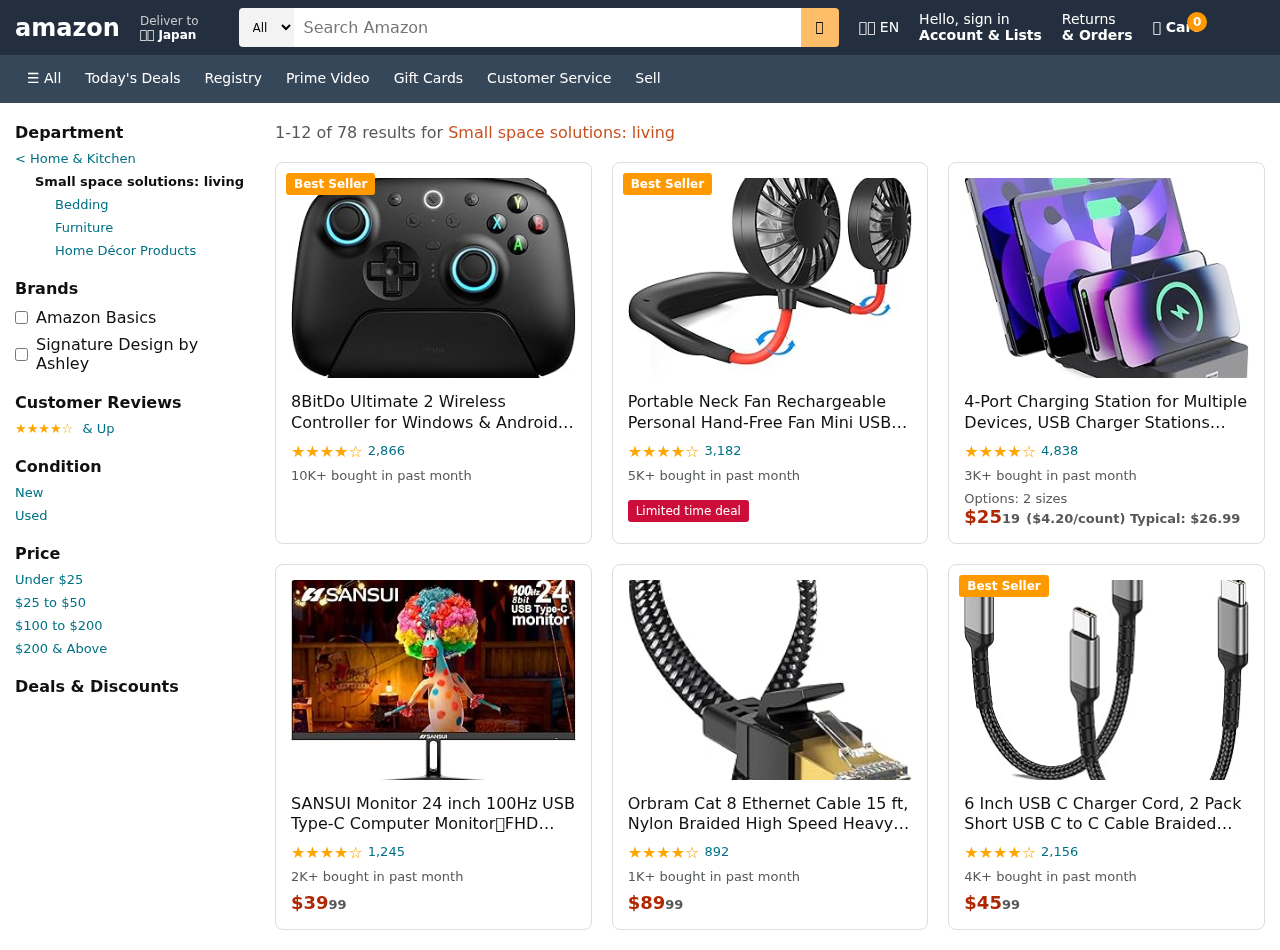 amazon
Deliver to
Japan
All
Search Amazon
EN
Hello, sign in
Account & Lists
Returns
& Orders
0
☰ All
Today's Deals
Registry
Prime Video
Gift Cards
Customer Service
Sell
Department
< Home & Kitchen
Small space solutions: living
Bedding
Furniture
Home Décor Products
Brands
Amazon Basics
Signature Design by
Ashley
Customer Reviews
★★★★☆ & Up
Condition
New
Used
Price
Under $25
$25 to $50
$100 to $200
$200 & Above
Deals & Discounts
1-12 of 78 results for Small space solutions: living
Best Seller
Y
X
B
A
8BitDo Ultimate 2 Wireless
Controller for Windows & Android…
★★★★☆ 2,866
10K+ bought in past month
Best Seller
Portable Neck Fan Rechargeable
Personal Hand-Free Fan Mini USB…
★★★★☆ 3,182
5K+ bought in past month
Limited time deal
4-Port Charging Station for Multiple
Devices, USB Charger Stations…
★★★★☆ 4,838
3K+ bought in past month
Options: 2 sizes
$25 19 ($4.20/count) Typical: $26.99
SANSUI
100Hz 24
8bit
USB Type-C
monitor
SANSUI
SANSUI Monitor 24 inch 100Hz USB
Type-C Computer Monitor▯FHD…
★★★★☆ 1,245
2K+ bought in past month
$39 99
Orbram Cat 8 Ethernet Cable 15 ft,
Nylon Braided High Speed Heavy…
★★★★☆ 892
1K+ bought in past month
$89 99
Best Seller
6 Inch USB C Charger Cord, 2 Pack
Short USB C to C Cable Braided…
★★★★☆ 2,156
4K+ bought in past month
$45 99